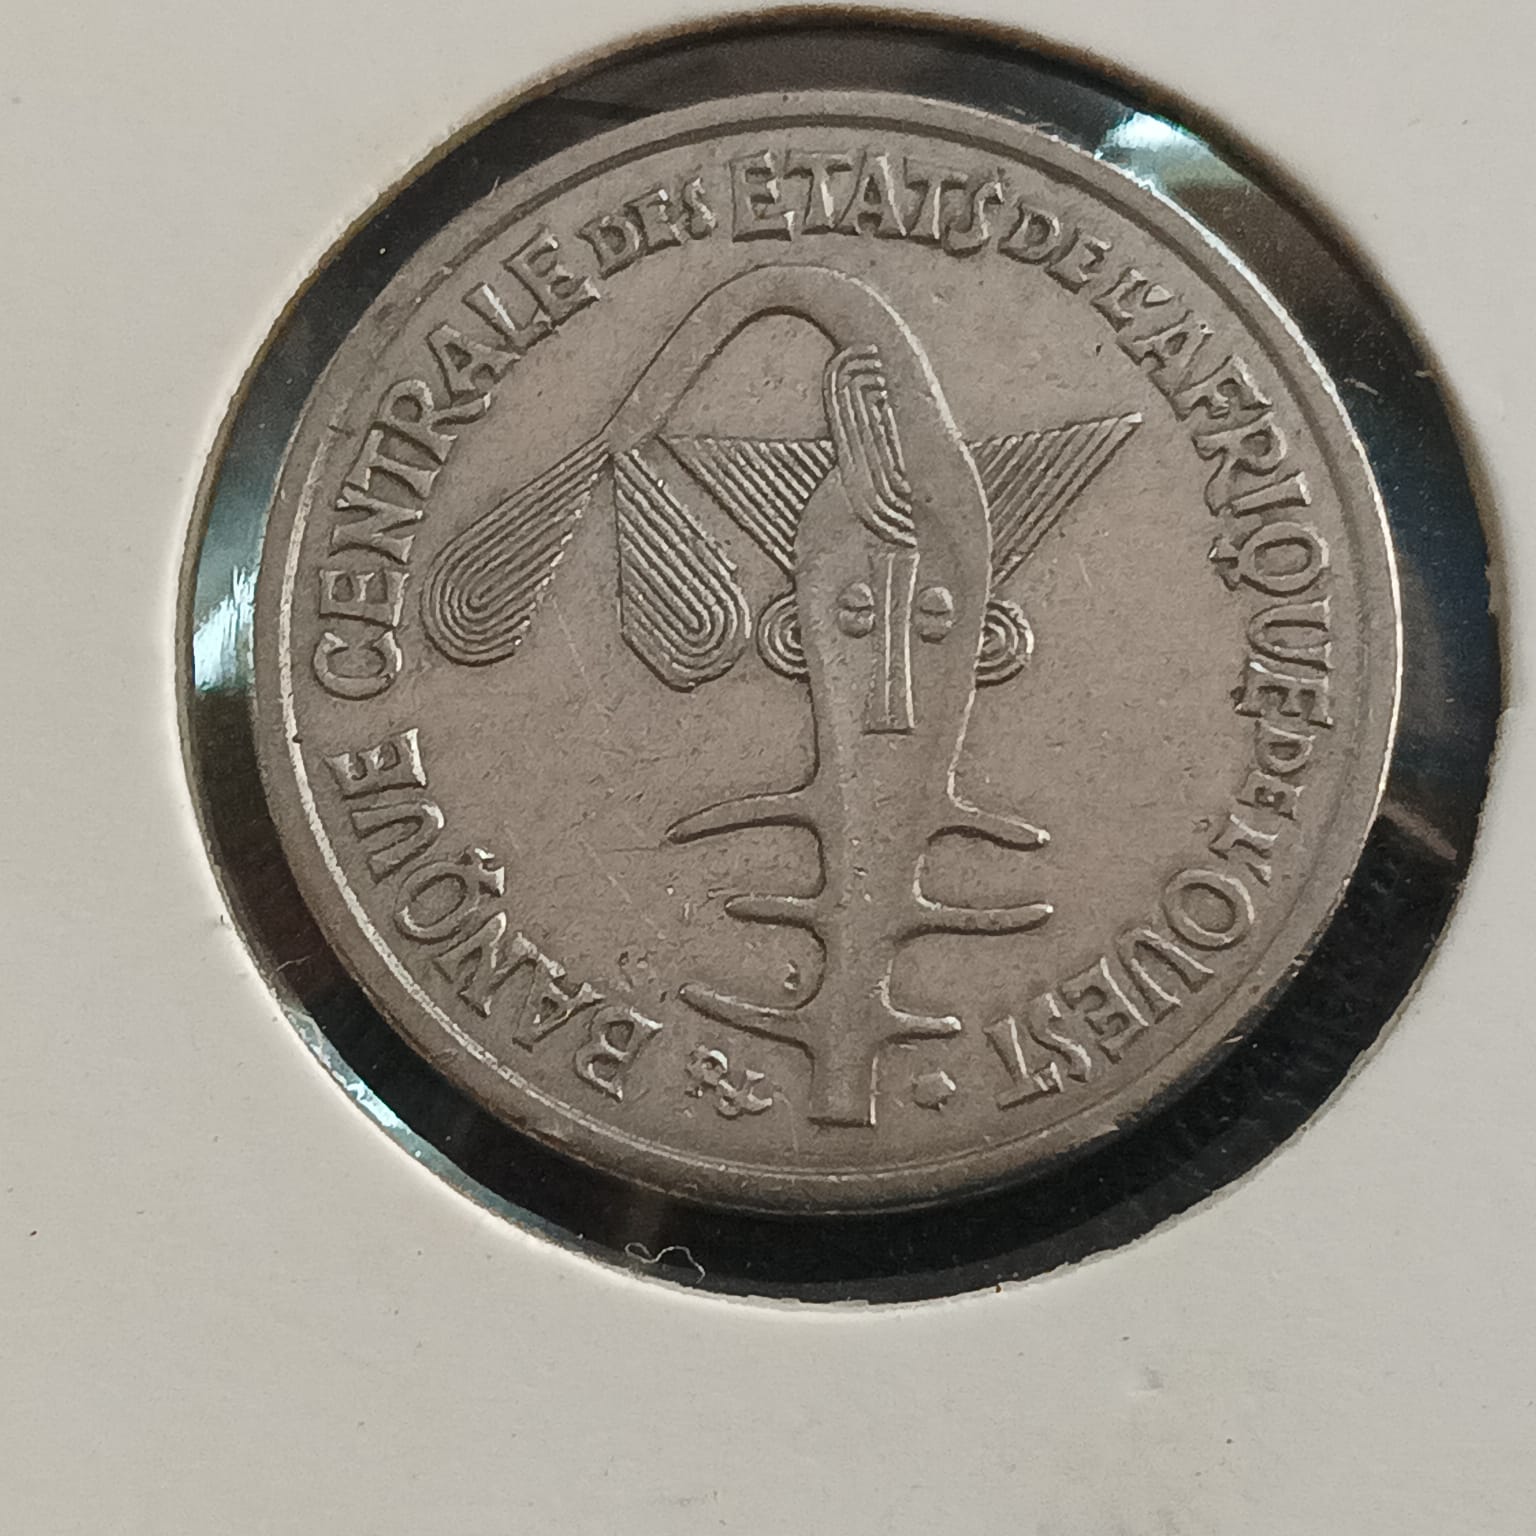 BANQUE CENTRALE DES ETATS DE L'AFRIQUE DE L'OUEST